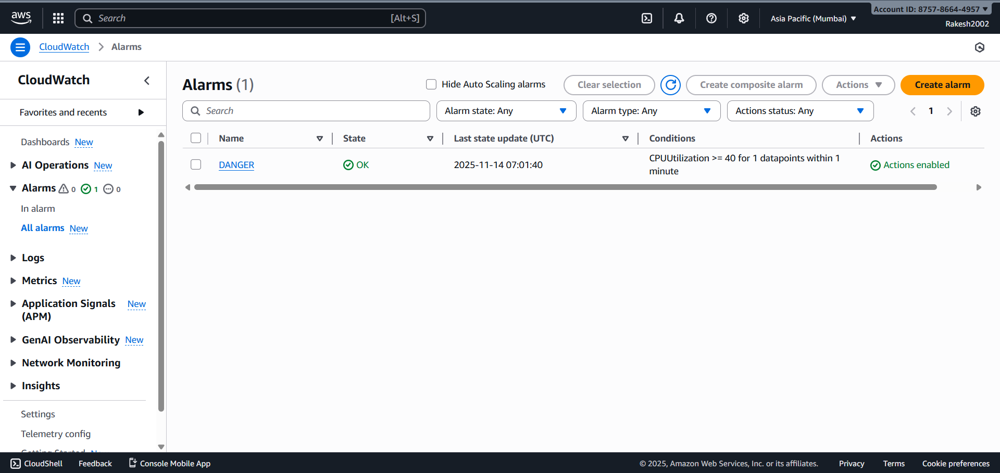 aws
Search [Alt+S]
Asia Pacific (Mumbai)
Account ID: 8757-8664-4957
Rakesh2002
CloudWatch Alarms
CloudWatch
Favorites and recents
Dashboards New
AI Operations New
Alarms 0 1 0
In alarm
All alarms New
Logs
Metrics New
Application Signals New
(APM)
GenAI Observability New
Network Monitoring
Insights
Settings
Telemetry config
Alarms (1)
Hide Auto Scaling alarms
Clear selection
Create composite alarm
Actions
Create alarm
Search
Alarm state: Any
Alarm type: Any
Actions status: Any
1
Name State Last state update (UTC) Conditions Actions
DANGER OK 2025-11-14 07:01:40 CPUUtilization >= 40 for 1 datapoints within 1
minute
Actions enabled
CloudShell Feedback Console Mobile App © 2025, Amazon Web Services, Inc. or its affiliates. Privacy Terms Cookie preferences